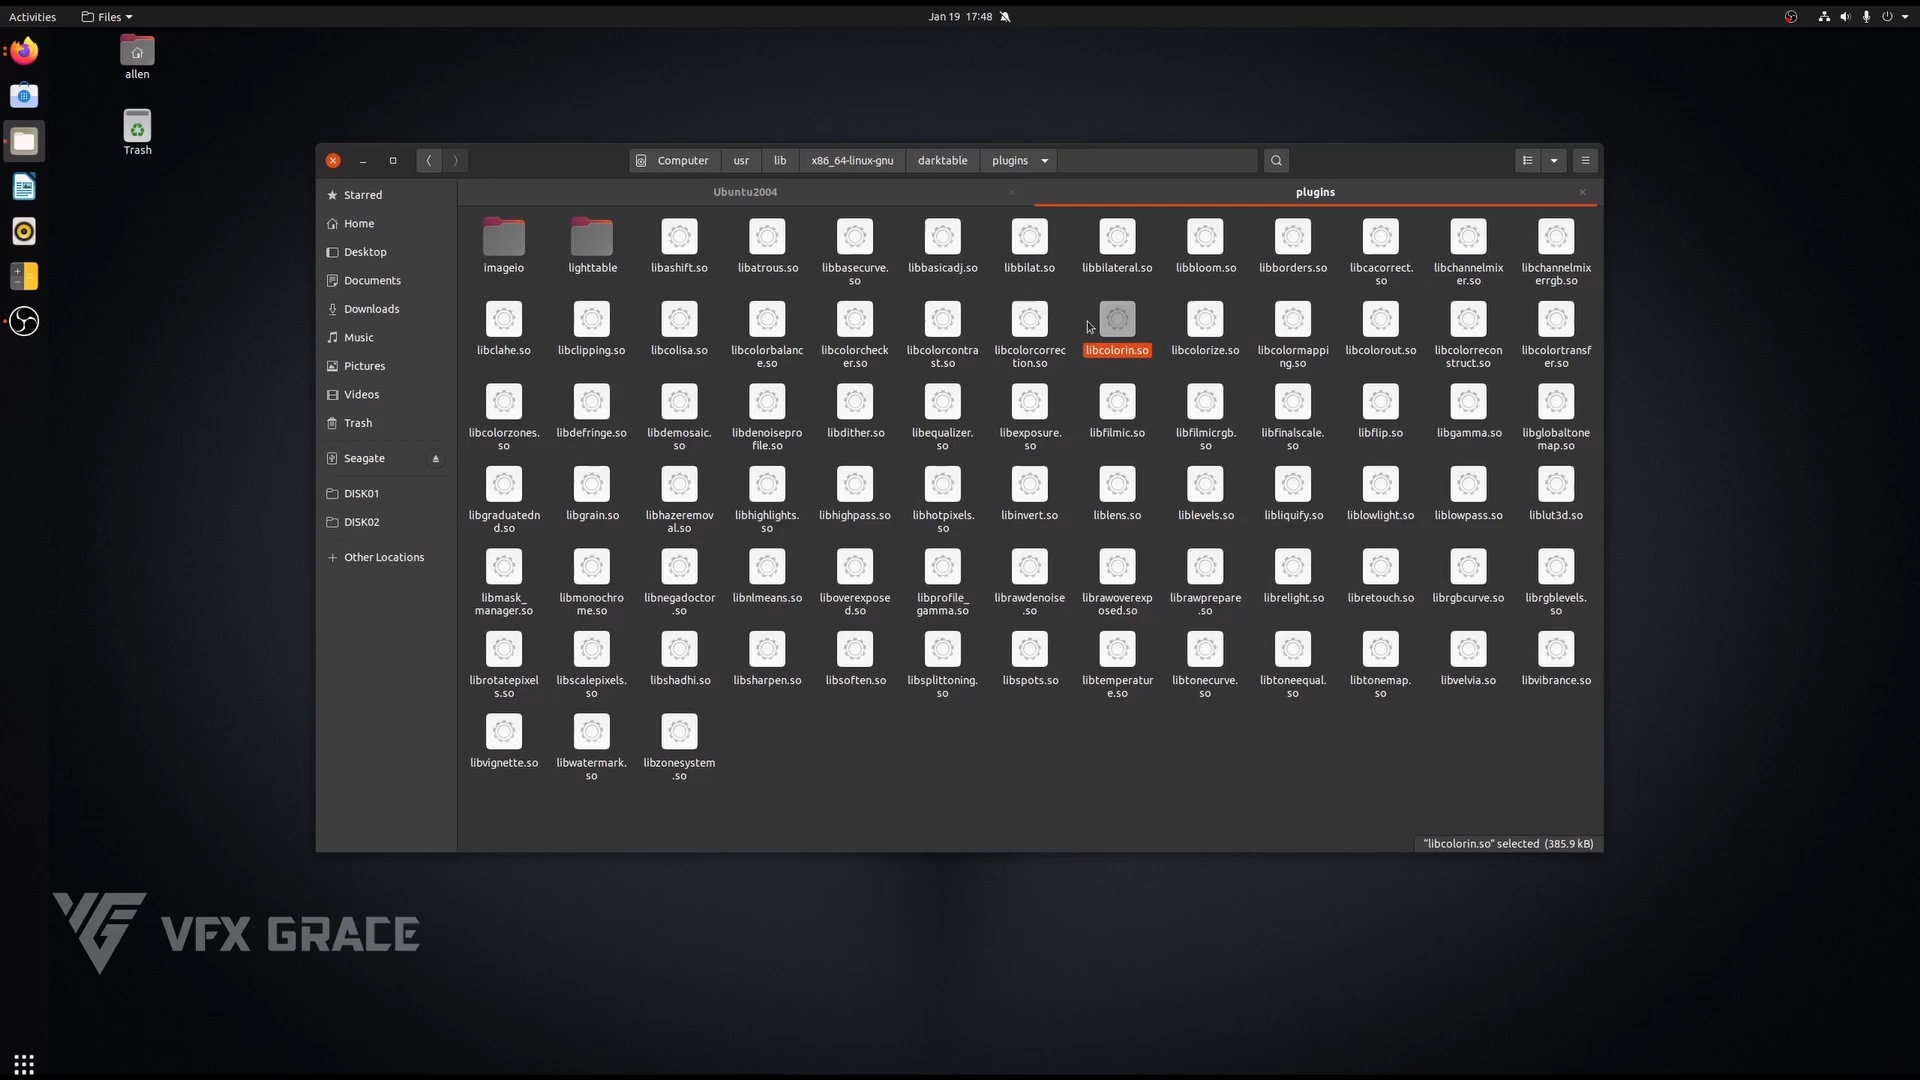 Activities
Files
Jan 19 17:48
allen
Trash
Computer
usr
lib
x86_64-linux-gnu
darktable
plugins
Ubuntu2004
plugins
Starred
Home
Desktop
Documents
Downloads
Music
Pictures
Videos
Trash
Seagate
DISK01
DISK02
Other Locations
imageio
lighttable
libashift.so
libatrous.so
libbasecurve.
so
libbasicadj.so
libbilat.so
libbilateral.so
libbloom.so
libborders.so
libcacorrect.
so
libchannelmix
er.so
libchannelmix
errgb.so
libclahe.so
libclipping.so
libcolisa.so
libcolorbalanc
e.so
libcolorcheck
er.so
libcolorcontra
st.so
libcolorcorrec
tion.so
libcolorin.so
libcolorize.so
libcolormappi
ng.so
libcolorout.so
libcolorrecon
struct.so
libcolortransf
er.so
libcolorzones.
so
libdefringe.so
libdemosaic.
so
libdenoisepro
file.so
libdither.so
libequalizer.
so
libexposure.
so
libfilmic.so
libfilmicrgb.
so
libfinalscale.
so
libflip.so
libgamma.so
libglobaltone
map.so
libgraduatedn
d.so
libgrain.so
libhazeremov
al.so
libhighlights.
so
libhighpass.so
libhotpixels.
so
libinvert.so
liblens.so
liblevels.so
libliquify.so
liblowlight.so
liblowpass.so
liblut3d.so
libmask_
manager.so
libmonochro
me.so
libnegadoctor
.so
libnlmeans.so
liboverexpose
d.so
libprofile_
gamma.so
librawdenoise
.so
librawoverexp
osed.so
librawprepare
.so
librelight.so
libretouch.so
librgbcurve.so
librgblevels.
so
librotatepixel
s.so
libscalepixels.
so
libshadhi.so
libsharpen.so
libsoften.so
libsplittoning.
so
libspots.so
libtemperatur
e.so
libtonecurve.
so
libtoneequal.
so
libtonemap.
so
libvelvia.so
libvibrance.so
libvignette.so
libwatermark.
so
libzonesystem
.so
“libcolorin.so” selected (385.9 kB)
VFX GRACE